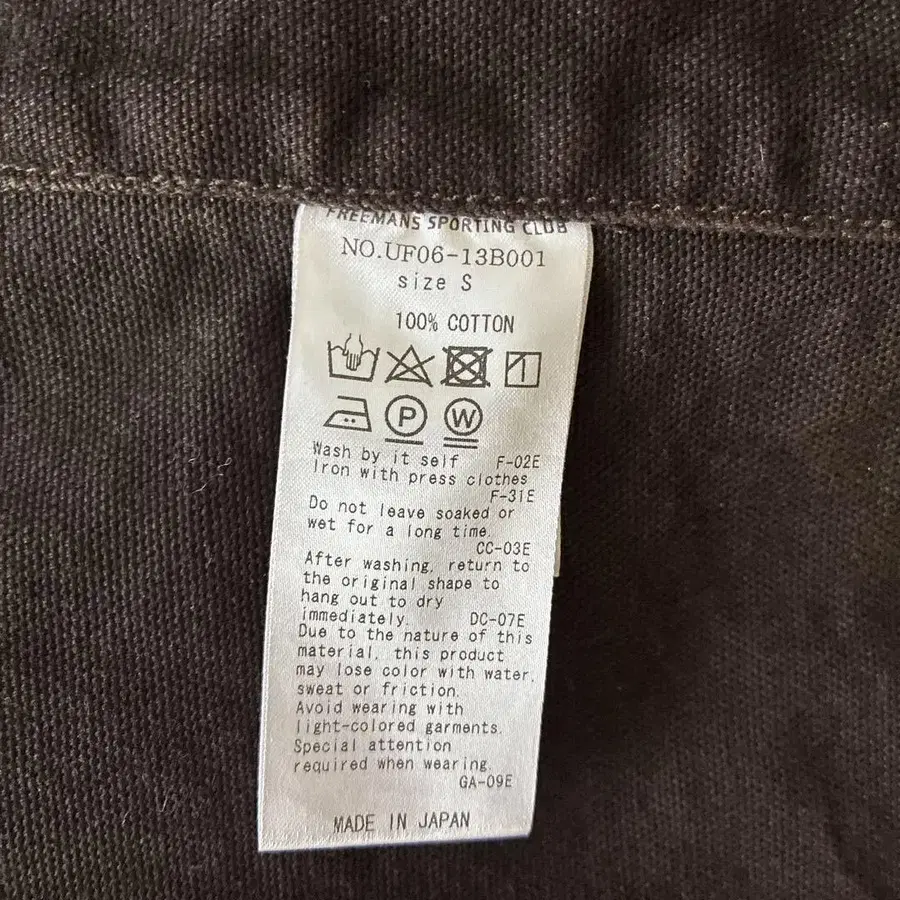 FREEMANS SPORTING CLUB
NO.UF06-13B001
size S
100% COTTON
1
P W
Wash by it self F-02E
Iron with press clothes
F-31E
Do not leave soaked or
wet for a long time.
CC-03E
After washing, return to
the original shape to
hang out to dry
immediately. DC-07E
Due to the nature of this
material, this product
may lose color with water,
sweat or friction.
Avoid wearing with
light-colored garments.
Special attention
required when wearing.
GA-09E
MADE IN JAPAN